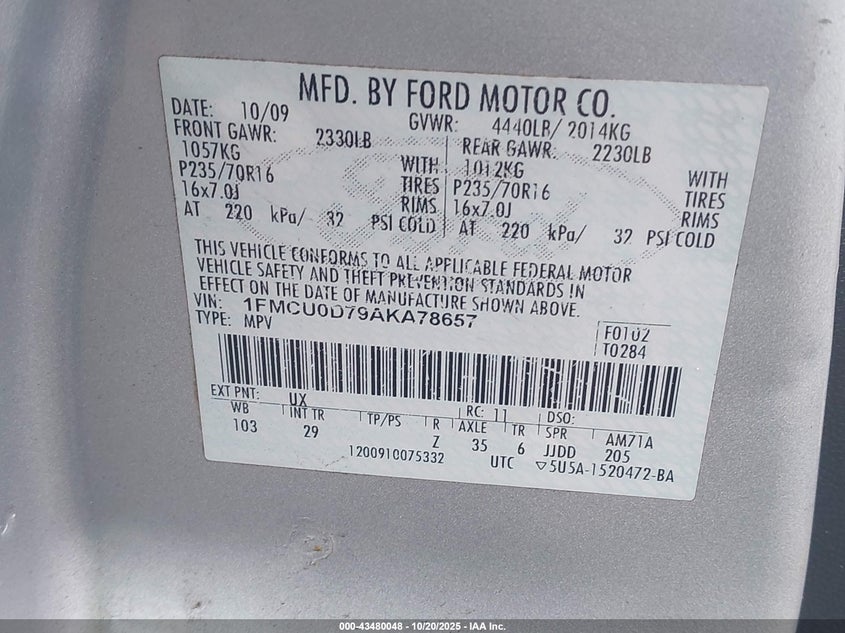 MFD. BY FORD MOTOR CO.
DATE: 10/09 GVWR: 4440LB/ 2014KG
FRONT GAWR: 2330LB REAR GAWR: 2230LB
1057KG WITH 1012KG WITH
P235/70R16 TIRES P235/70R16 TIRES
16x7.0J RIMS 16x7.0J RIMS
AT 220 kPa/ 32 PSI COLD AT 220 kPa/ 32 PSI COLD
THIS VEHICLE CONFORMS TO ALL APPLICABLE FEDERAL MOTOR
VEHICLE SAFETY AND THEFT PREVENTION STANDARDS IN
EFFECT ON THE DATE OF MANUFACTURE SHOWN ABOVE.
VIN: 1FMCU0D79AKA78657
TYPE: MPV
F0102
T0284
EXT PNT: UX RC: 11 DSO:
WB INT TR TP/PS R AXLE TR SPR AM71A
103 29 Z 35 6 JJDD 205
1200910075332 UTC ▽5U5A-1520472-BA
000-43480048 - 10/20/2025 - IAA Inc.